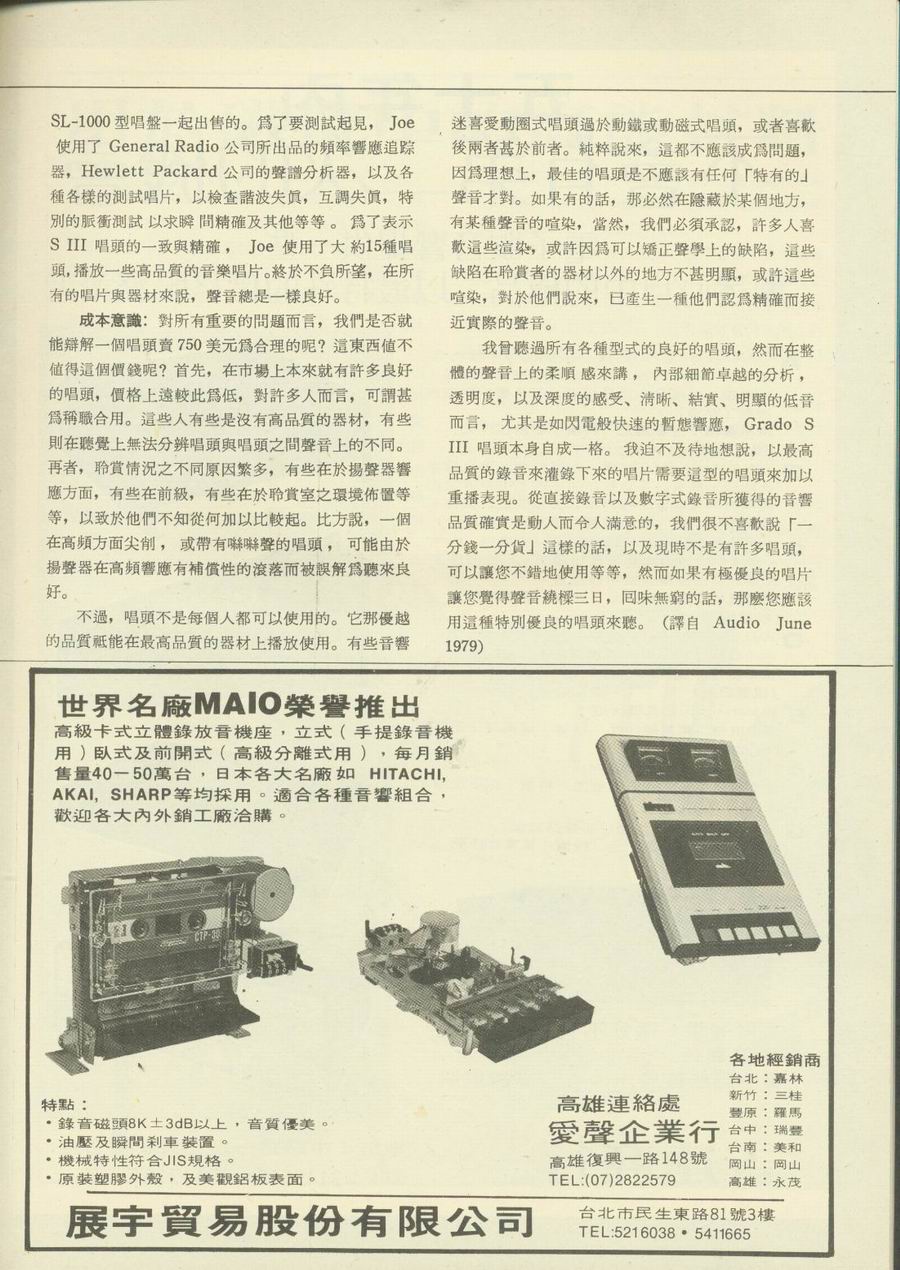 SL-1000 型唱盤一起出售的。爲了要測試起見， Joe
使用了 General Radio 公司所出品的頻率響應追踪
器，Hewlett Packard 公司的聲譜分析器，以及各
種各樣的測試唱片，以檢查諧波失眞，互調失眞，特
別的脈衝測試 以求瞬 間精確及其他等等 。 爲了表示
S III 唱頭的一致與精確 ， Joe 使用了大 約15種唱
頭，播放一些高品質的音樂唱片。終於不負所望，在所
有的唱片與器材來說，聲音總是一樣良好。
成本意識：對所有重要的問題而言，我們是否就
能辯解一個唱頭賣 750 美元爲合理的呢？這東西値不
値得這個價錢呢？首先，在市場上本來就有許多良好
的唱頭，價格上遠較此爲低，對許多人而言，可謂甚
爲稱職合用。這些人有些是沒有高品質的器材，有些
則在聽覺上無法分辨唱頭與唱頭之間聲音上的不同。
再者，聆賞情況之不同原因繁多，有些在於揚聲器響
應方面，有些在前級，有些在於聆賞室之環境佈置等
等，以致於他們不知從何加以比較起。比方說，一個
在高頻方面尖削 ， 或帶有嘶嘶聲的唱頭 ， 可能由於
揚聲器在高頻響應有補償性的滾落而被誤解爲聽來良
好。
不過，唱頭不是每個人都可以使用的。它那優越
的品質祗能在最高品質的器材上播放使用。有些音響
迷喜愛動圈式唱頭過於動鐵或動磁式唱頭，或者喜歡
後兩者甚於前者。純粹說來，這都不應該成爲問題，
因爲理想上，最佳的唱頭是不應該有任何「特有的」
聲音才對。如果有的話，那必然在隱藏於某個地方，
有某種聲音的喧染，當然，我們必須承認，許多人喜
歡這些渲染，或許因爲可以矯正聲學上的缺陷，這些
缺陷在聆賞者的器材以外的地方不甚明顯，或許這些
喧染，對於他們說來，已產生一種他們認爲精確而接
近實際的聲音。
我曾聽過所有各種型式的良好的唱頭，然而在整
體的聲音上的柔順 感來講 ， 內部細節卓越的分析 ，
透明度，以及深度的感受、淸晰、結實、明顯的低音
而言， 尤其是如閃電般快速的暫態響應， Grado S
III 唱頭本身自成一格。 我迫不及待地想說，以最高
品質的錄音來灌錄下來的唱片需要這型的唱頭來加以
重播表現。從直接錄音以及數字式錄音所獲得的音響
品質確實是動人而令人滿意的，我們很不喜歡說「一
分錢一分貨」這樣的話，以及現時不是有許多唱頭，
可以讓您不錯地使用等等，然而如果有極優良的唱片
讓您覺得聲音繞樑三日，囘味無窮的話，那麼您應該
用這種特別優良的唱頭來聽。（譯自 Audio June
1979）
世界名廠MAIO榮譽推出
高級卡式立體錄放音機座，立式（手提錄音機
用）臥式及前開式（高級分離式用），每月銷
售量40－50萬台，日本各大名廠如 HITACHI,
AKAI, SHARP等均採用。適合各種音響組合，
歡迎各大內外銷工廠洽購。
CTP-36
特點：
• 錄音磁頭8K±3dB以上，音質優美。
• 油壓及瞬間刹車裝置。
• 機械特性符合JIS規格。
• 原裝塑膠外殼，及美觀鋁板表面。
高雄連絡處
愛聲企業行
高雄復興一路148號
TEL:(07)2822579
各地經銷商
台北：嘉林
新竹：三桂
豐原：羅馬
台中：瑞豐
台南：美和
岡山：岡山
高雄：永茂
展宇貿易股份有限公司
台北市民生東路81號3樓
TEL:5216038 • 5411665